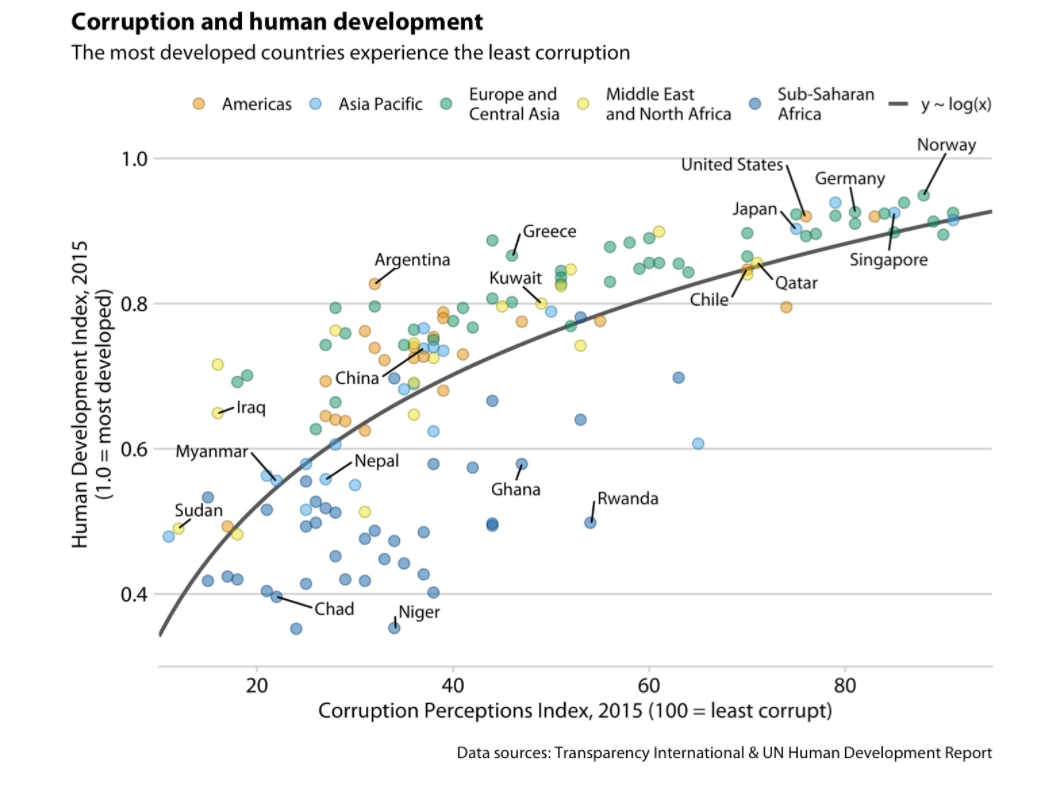 Corruption and human development
The most developed countries experience the least corruption
Americas
Asia Pacific
Europe and
Central Asia
Middle East
and North Africa
Sub-Saharan
Africa
y ~ log(x)
Human Development Index, 2015
(1.0 = most developed)
1.0
0.8
0.6
0.4
Norway
United States
Germany
Japan
Greece
Singapore
Argentina
Kuwait
Qatar
Chile
China
Iraq
Myanmar
Nepal
Ghana
Rwanda
Sudan
Chad
Niger
20
40
60
80
Corruption Perceptions Index, 2015 (100 = least corrupt)
Data sources: Transparency International & UN Human Development Report